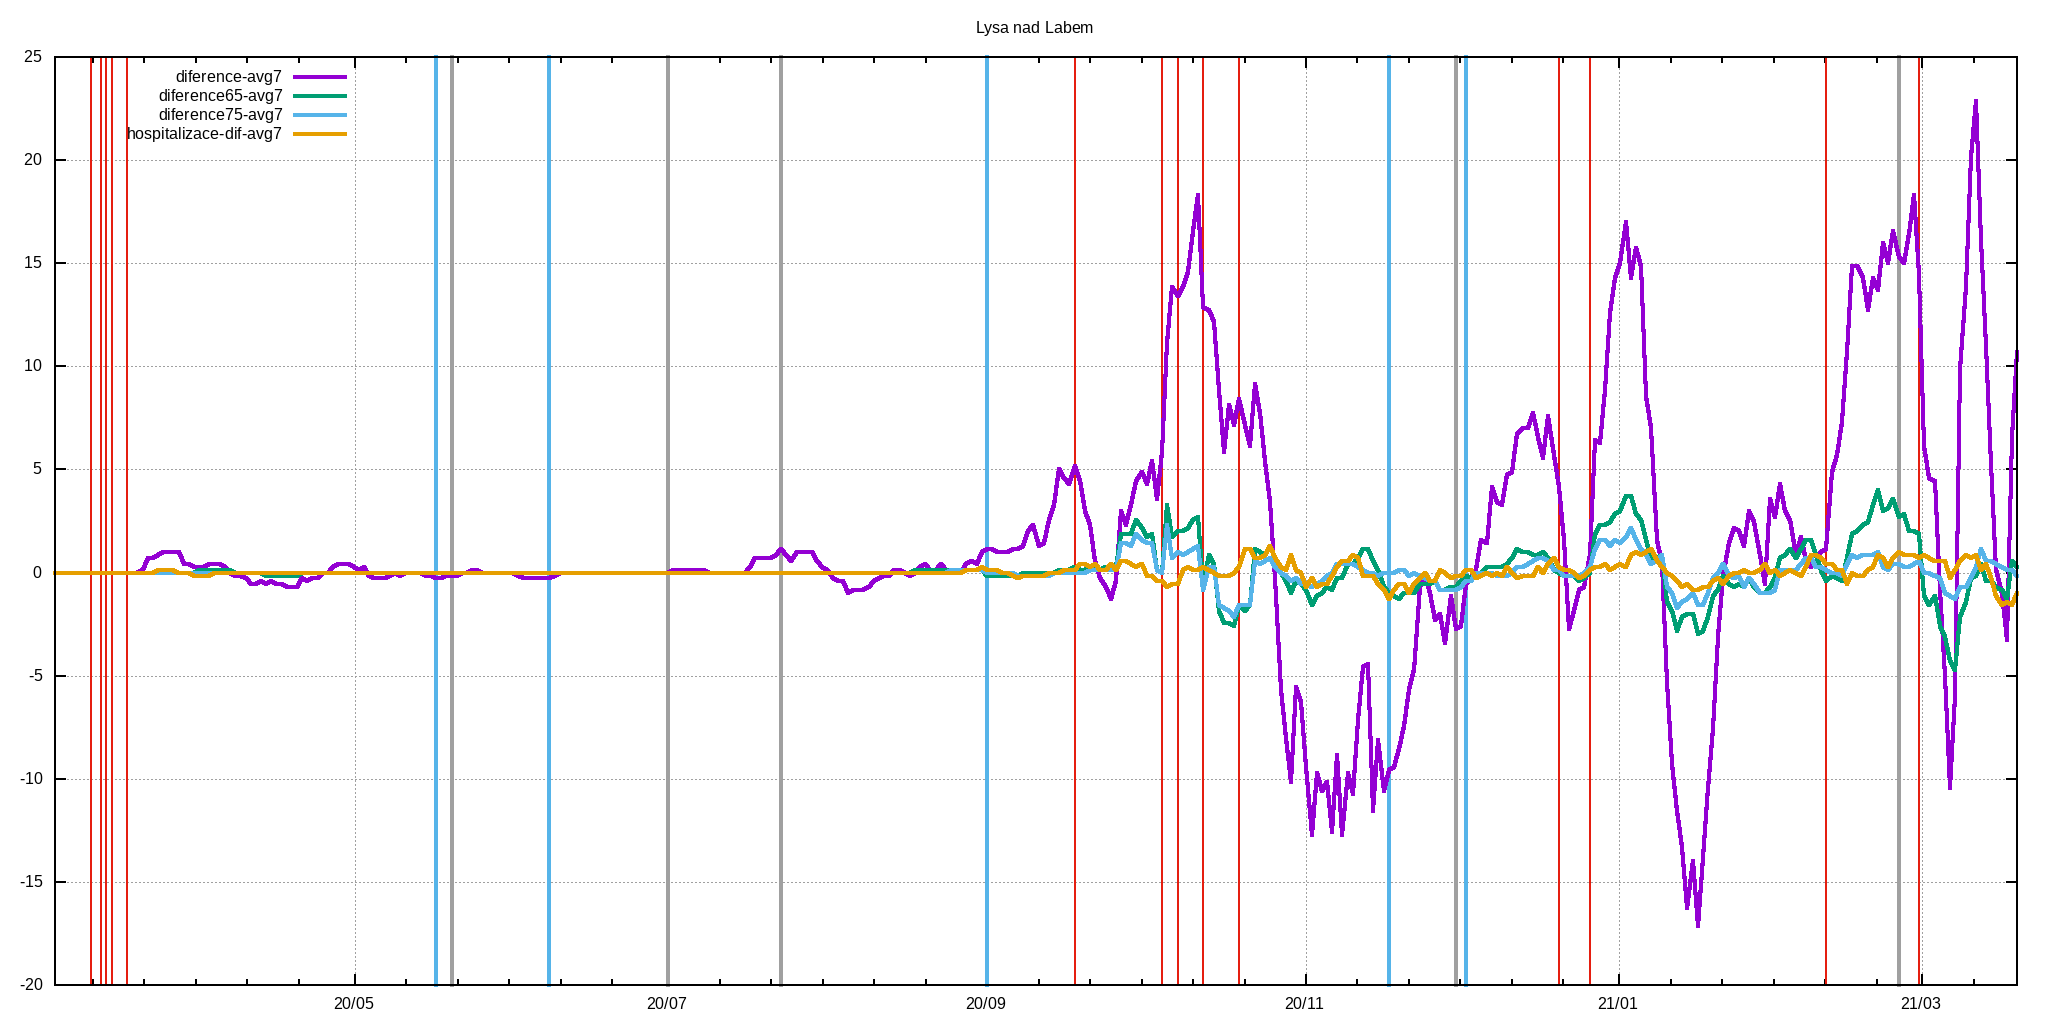 Lysa nad Labem
diference-avg7
diference65-avg7
diference75-avg7
hospitalizace-dif-avg7
25
20
15
10
5
0
-5
-10
-15
-20
20/05 20/07 20/09 20/11 21/01 21/03